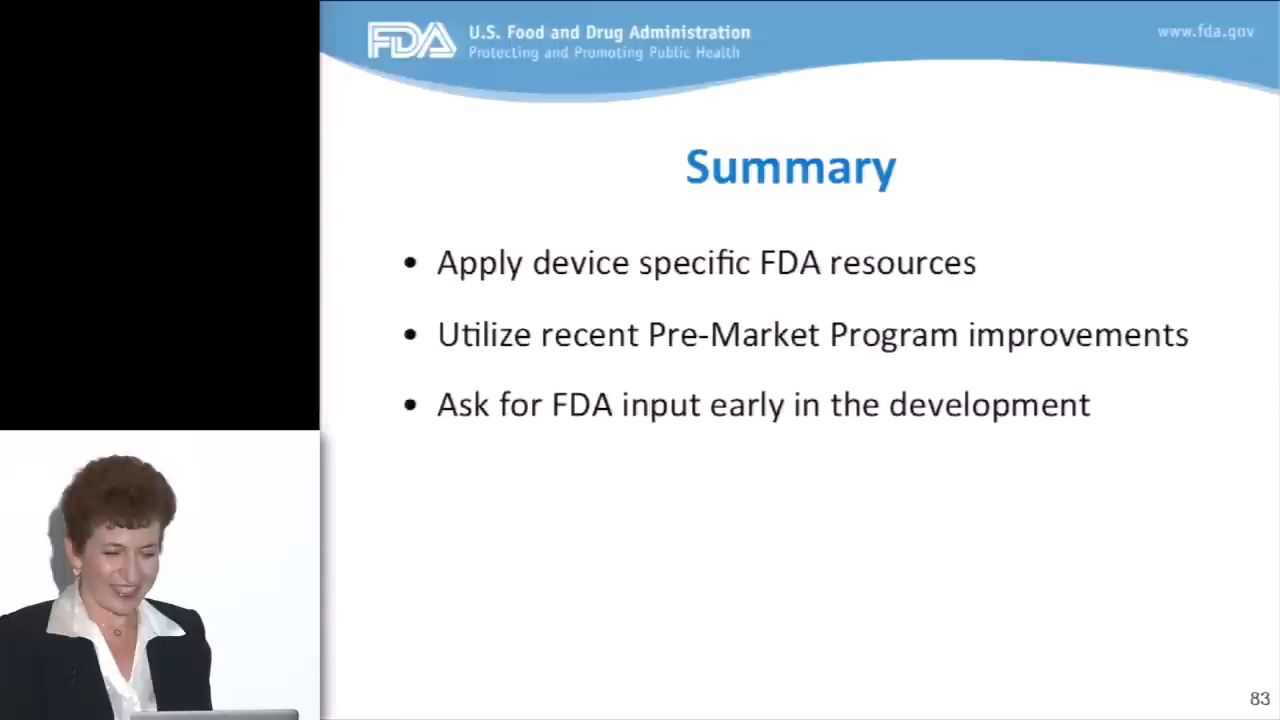 FDA
U.S. Food and Drug Administration
Protecting and Promoting Public Health
www.fda.gov
Summary
• Apply device specific FDA resources
• Utilize recent Pre-Market Program improvements
• Ask for FDA input early in the development
83